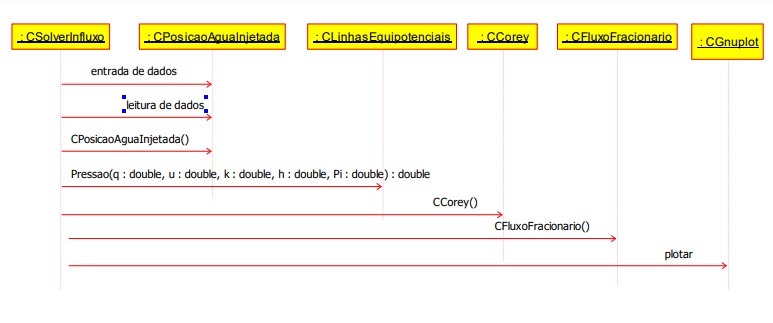 : CSolverInfluxo
: CPosicaoAguaInjetada
: CLinhasEquipotenciais
: CCorey
: CFluxoFracionario
: CGnuplot
entrada de dados
leitura de dados
CPosicaoAguaInjetada()
Pressao(q : double, u : double, k : double, h : double, Pi : double) : double
CCorey()
CFluxoFracionario()
plotar